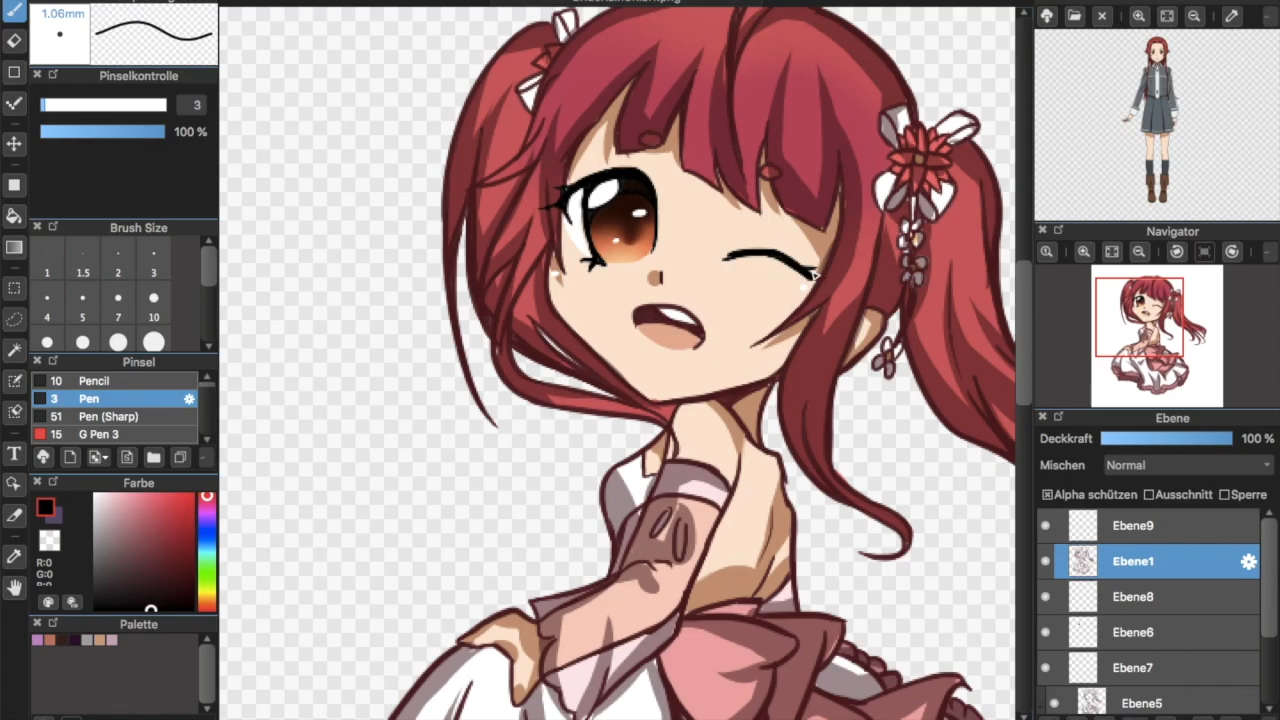 1.06mm
Pinselkontrolle
3
100 %
Brush Size
1 1.5 2 3
4 5 7 10
Pinsel
10 Pencil
3 Pen
51 Pen (Sharp)
15 G Pen 3
Farbe
R:0
G:0
Palette
Navigator
Ebene
Deckkraft 100 %
Mischen Normal
Alpha schützen Ausschnitt Sperre
Ebene9
Ebene1
Ebene8
Ebene6
Ebene7
Ebene5